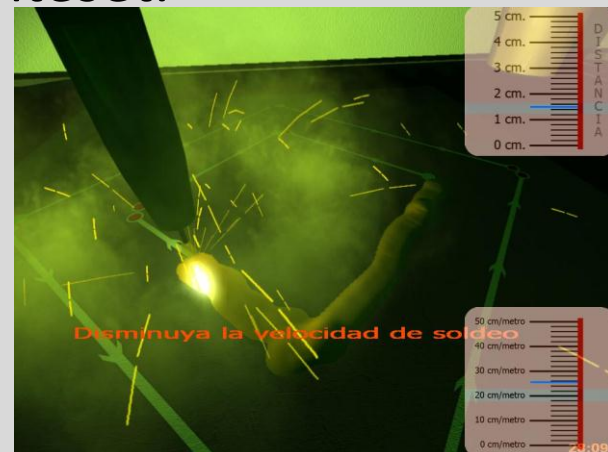 5 cm.
4 cm.
3 cm.
2 cm.
1 cm.
0 cm.
DISTANCIA
Disminuya la velocidad de soldeo
50 cm/metro
40 cm/metro
30 cm/metro
20 cm/metro
10 cm/metro
0 cm/metro